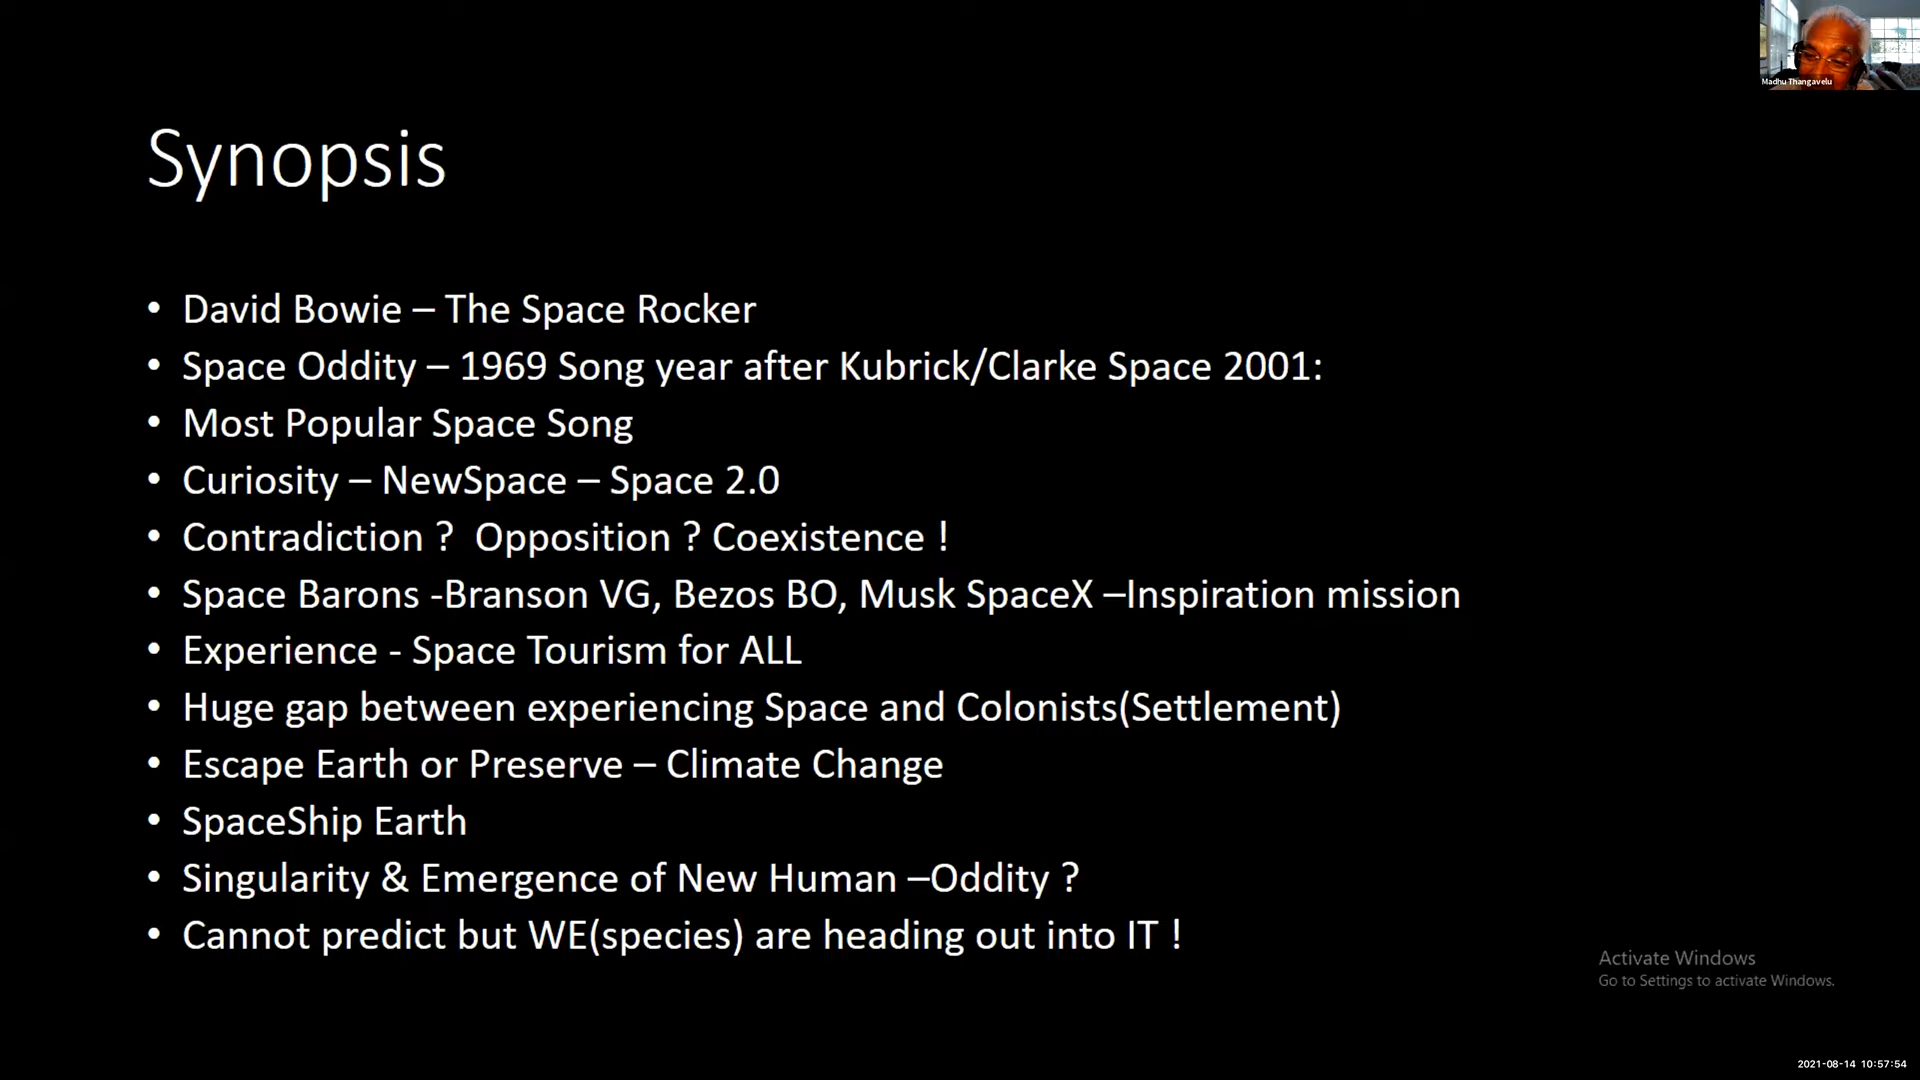 Madhu Thangavelu
Synopsis
• David Bowie – The Space Rocker
• Space Oddity – 1969 Song year after Kubrick/Clarke Space 2001:
• Most Popular Space Song
• Curiosity – NewSpace – Space 2.0
• Contradiction ?  Opposition ? Coexistence !
• Space Barons -Branson VG, Bezos BO, Musk SpaceX –Inspiration mission
• Experience - Space Tourism for ALL
• Huge gap between experiencing Space and Colonists(Settlement)
• Escape Earth or Preserve – Climate Change
• SpaceShip Earth
• Singularity & Emergence of New Human –Oddity ?
• Cannot predict but WE(species) are heading out into IT !
Activate Windows
Go to Settings to activate Windows.
2021-08-14 10:57:54